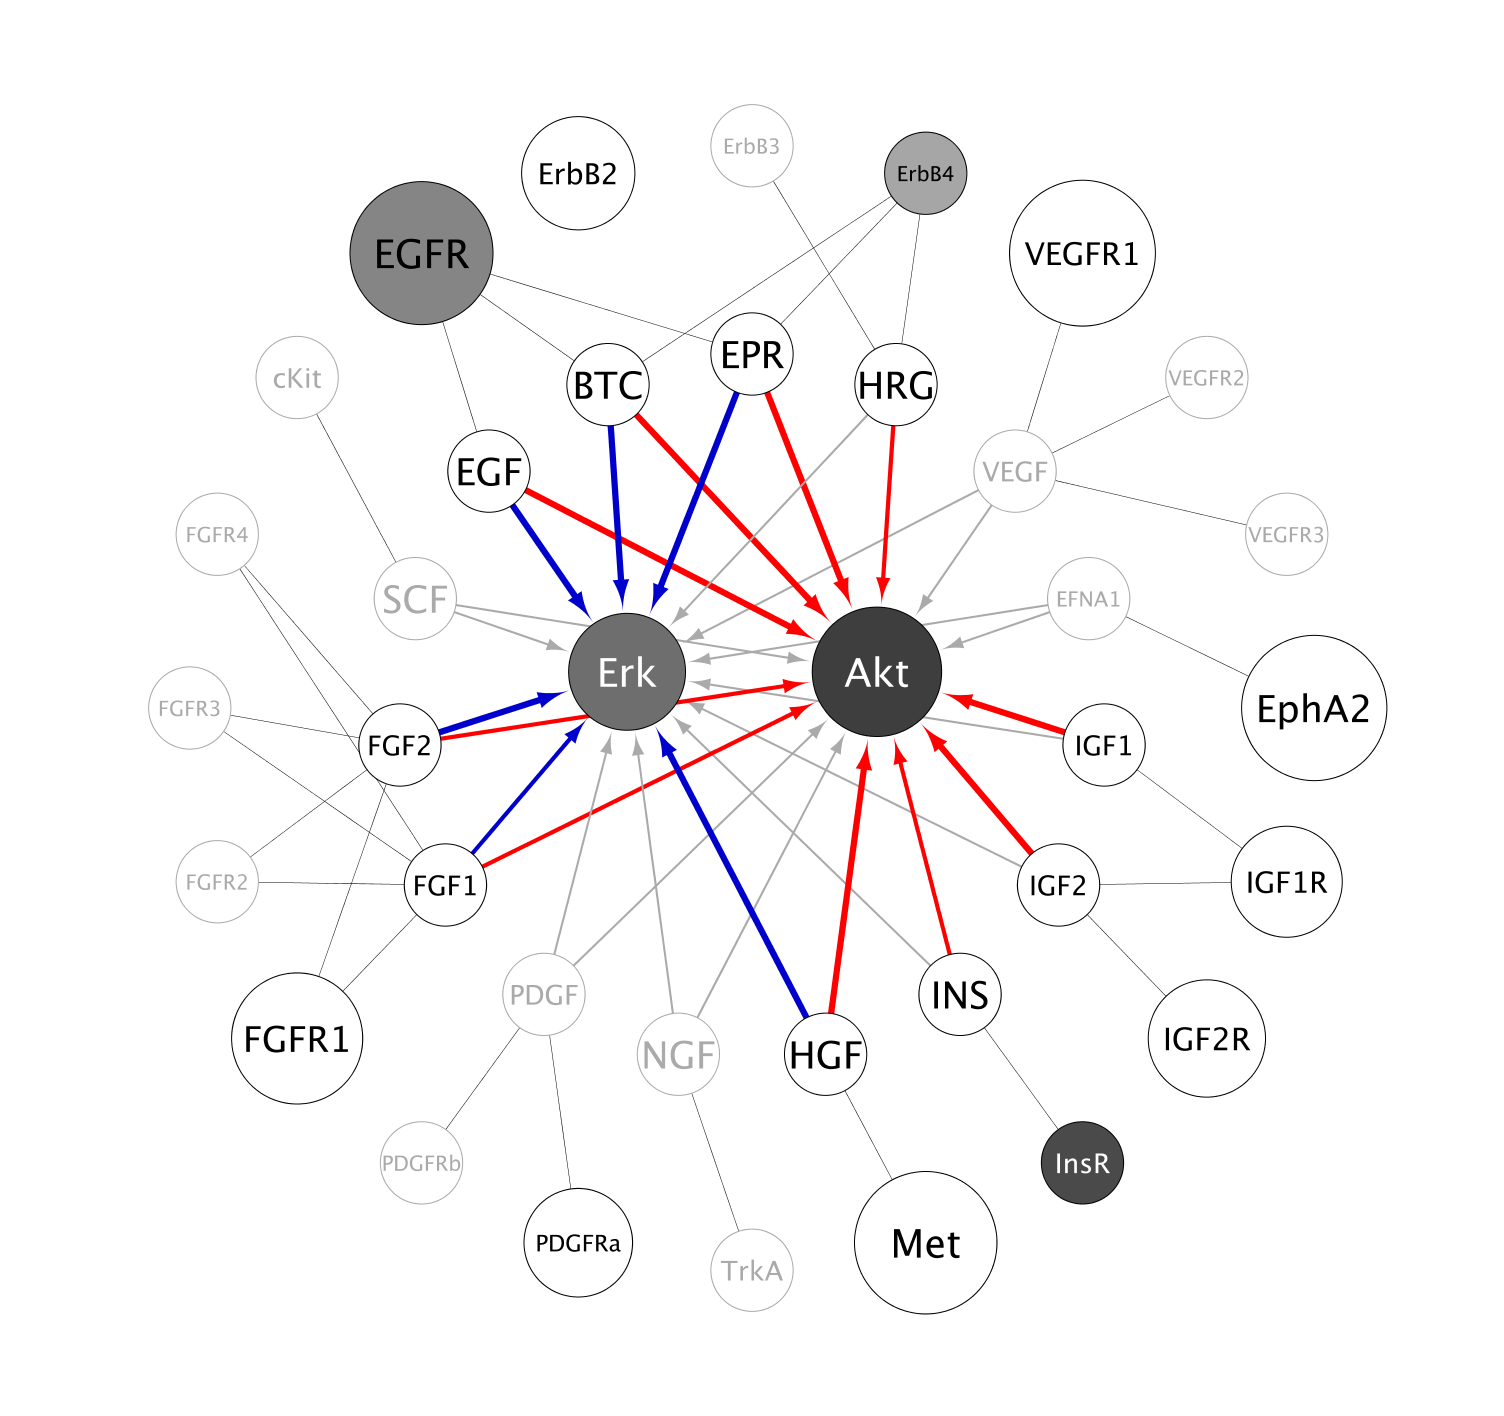 ErbB3
ErbB2
ErbB4
EGFR
VEGFR1
EPR
cKit
BTC
HRG
VEGFR2
EGF
VEGF
FGFR4
VEGFR3
SCF
EFNA1
Erk
Akt
FGFR3
EphA2
FGF2
IGF1
FGFR2
FGF1
IGF2
IGF1R
PDGF
INS
FGFR1
NGF
HGF
IGF2R
PDGFRb
InsR
PDGFRa
Met
TrkA